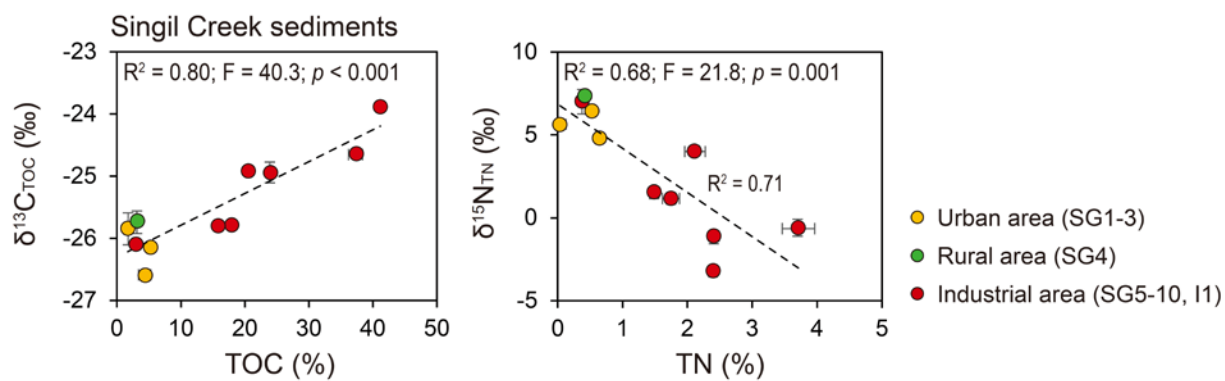 Singil Creek sediments
R² = 0.80; F = 40.3; p < 0.001
δ¹³C_TOC (‰)
-23
-24
-25
-26
-27
0 10 20 30 40 50
TOC (%)
R² = 0.68; F = 21.8; p = 0.001
R² = 0.71
δ¹⁵N_TN (‰)
10
5
0
-5
0 1 2 3 4 5
TN (%)
Urban area (SG1-3)
Rural area (SG4)
Industrial area (SG5-10, I1)